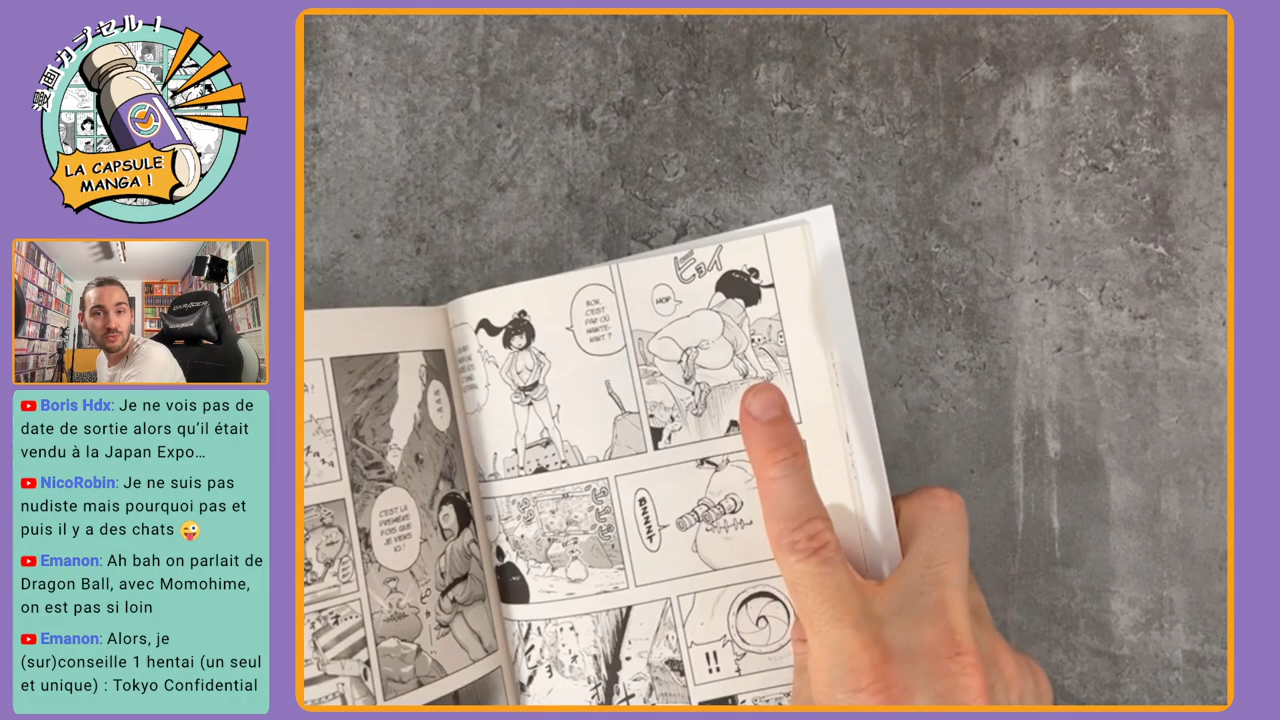 漫画カプセル!
LA CAPSULE
MANGA !
Boris Hdx: Je ne vois pas de
date de sortie alors qu’il était
vendu à la Japan Expo…
NicoRobin: Je ne suis pas
nudiste mais pourquoi pas et
puis il y a des chats 😜
Emanon: Ah bah on parlait de
Dragon Ball, avec Momohime,
on est pas si loin
Emanon: Alors, je
(sur)conseille 1 hentai (un seul
et unique) : Tokyo Confidential
C'EST LA
PREMIÈRE
FOIS QUE
JE VIENS
ICI !
BON,
C'EST
PAR OÙ
MAINTE-
NANT ?
HOP
ヒョイ
!!
DXRACER